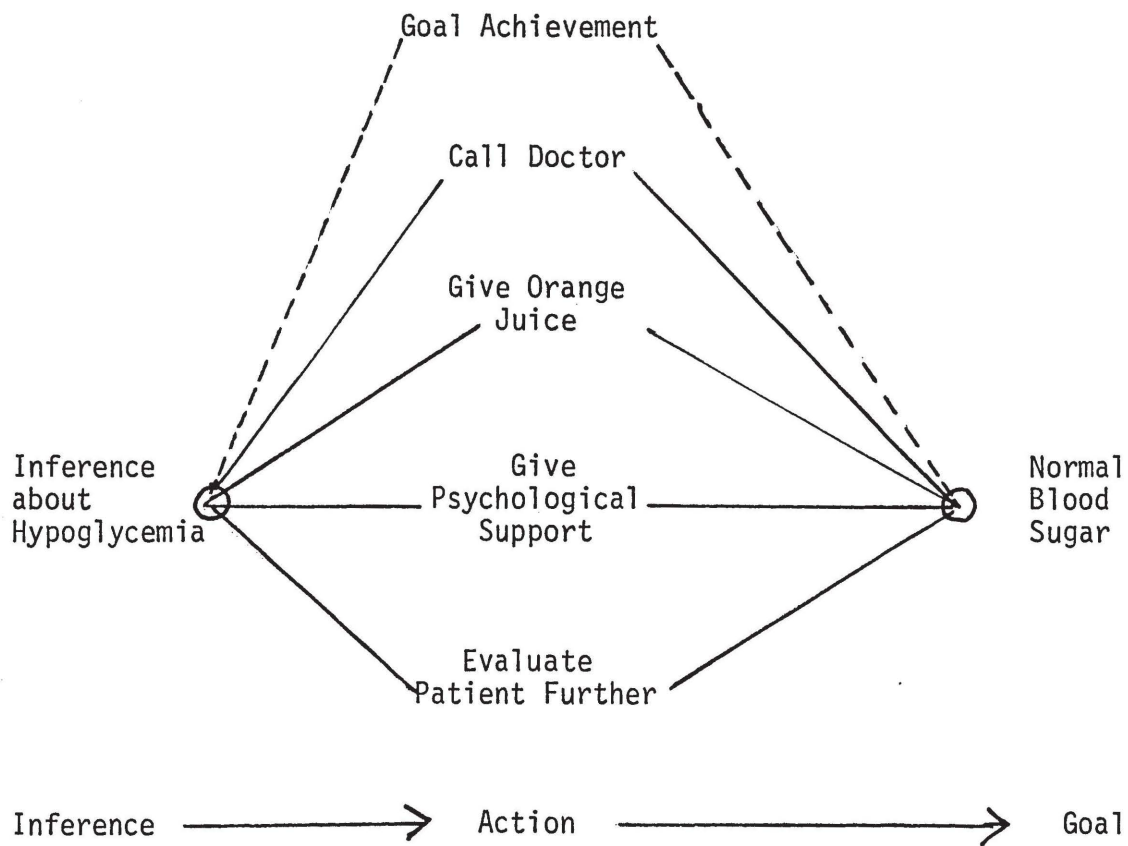 Goal Achievement
Call Doctor
Give Orange
Juice
Inference
about
Hypoglycemia
Give
Psychological
Support
Normal
Blood
Sugar
Evaluate
Patient Further
Inference
Action
Goal